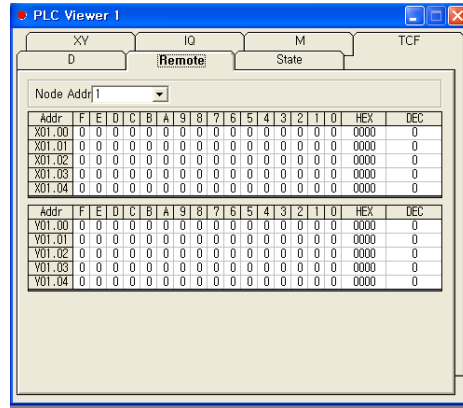 PLC Viewer 1
XY IQ M TCF
D Remote State
Node Addr 1
Addr F E D C B A 9 8 7 6 5 4 3 2 1 0 HEX DEC
X01.00 0 0 0 0 0 0 0 0 0 0 0 0 0 0 0 0 0000 0
X01.01 0 0 0 0 0 0 0 0 0 0 0 0 0 0 0 0 0000 0
X01.02 0 0 0 0 0 0 0 0 0 0 0 0 0 0 0 0 0000 0
X01.03 0 0 0 0 0 0 0 0 0 0 0 0 0 0 0 0 0000 0
X01.04 0 0 0 0 0 0 0 0 0 0 0 0 0 0 0 0 0000 0
Addr F E D C B A 9 8 7 6 5 4 3 2 1 0 HEX DEC
Y01.00 0 0 0 0 0 0 0 0 0 0 0 0 0 0 0 0 0000 0
Y01.01 0 0 0 0 0 0 0 0 0 0 0 0 0 0 0 0 0000 0
Y01.02 0 0 0 0 0 0 0 0 0 0 0 0 0 0 0 0 0000 0
Y01.03 0 0 0 0 0 0 0 0 0 0 0 0 0 0 0 0 0000 0
Y01.04 0 0 0 0 0 0 0 0 0 0 0 0 0 0 0 0 0000 0